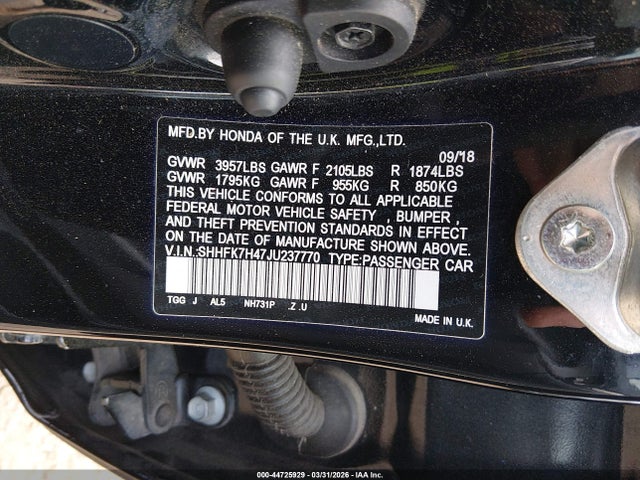 MFD.BY HONDA OF THE U.K. MFG.,LTD.
09/18
GVWR 3957LBS GAWR F 2105LBS R 1874LBS
GVWR 1795KG GAWR F 955KG R 850KG
THIS VEHICLE CONFORMS TO ALL APPLICABLE
FEDERAL MOTOR VEHICLE SAFETY , BUMPER ,
AND THEFT PREVENTION STANDARDS IN EFFECT
ON THE DATE OF MANUFACTURE SHOWN ABOVE.
V.I.N.:SHHFK7H47JU237770 TYPE:PASSENGER CAR
TGG J AL5 NH731P .Z .U
MADE IN U.K.
000-44725929 - 03/31/2026 - IAA Inc.